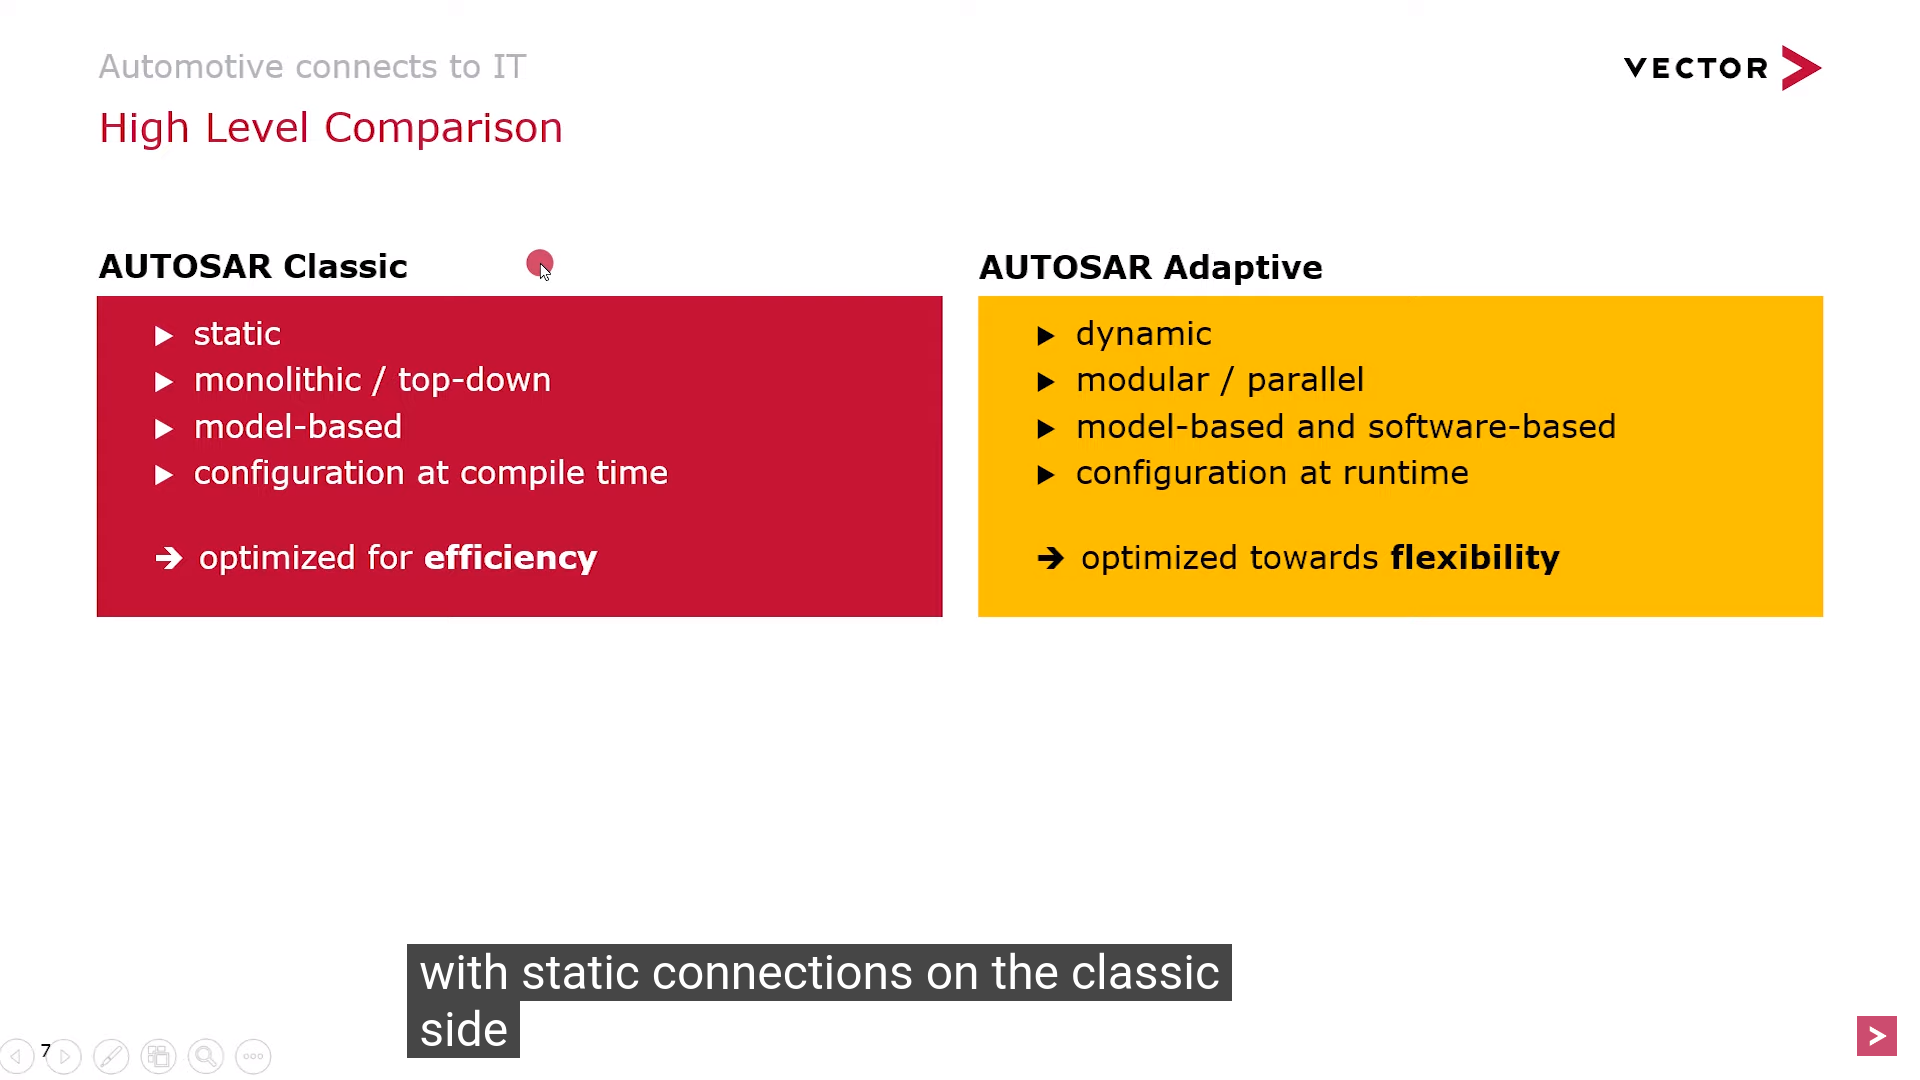 Automotive connects to IT
VECTOR
High Level Comparison
AUTOSAR Classic
static
monolithic / top-down
model-based
configuration at compile time
optimized for efficiency
AUTOSAR Adaptive
dynamic
modular / parallel
model-based and software-based
configuration at runtime
optimized towards flexibility
with static connections on the classic
side
7